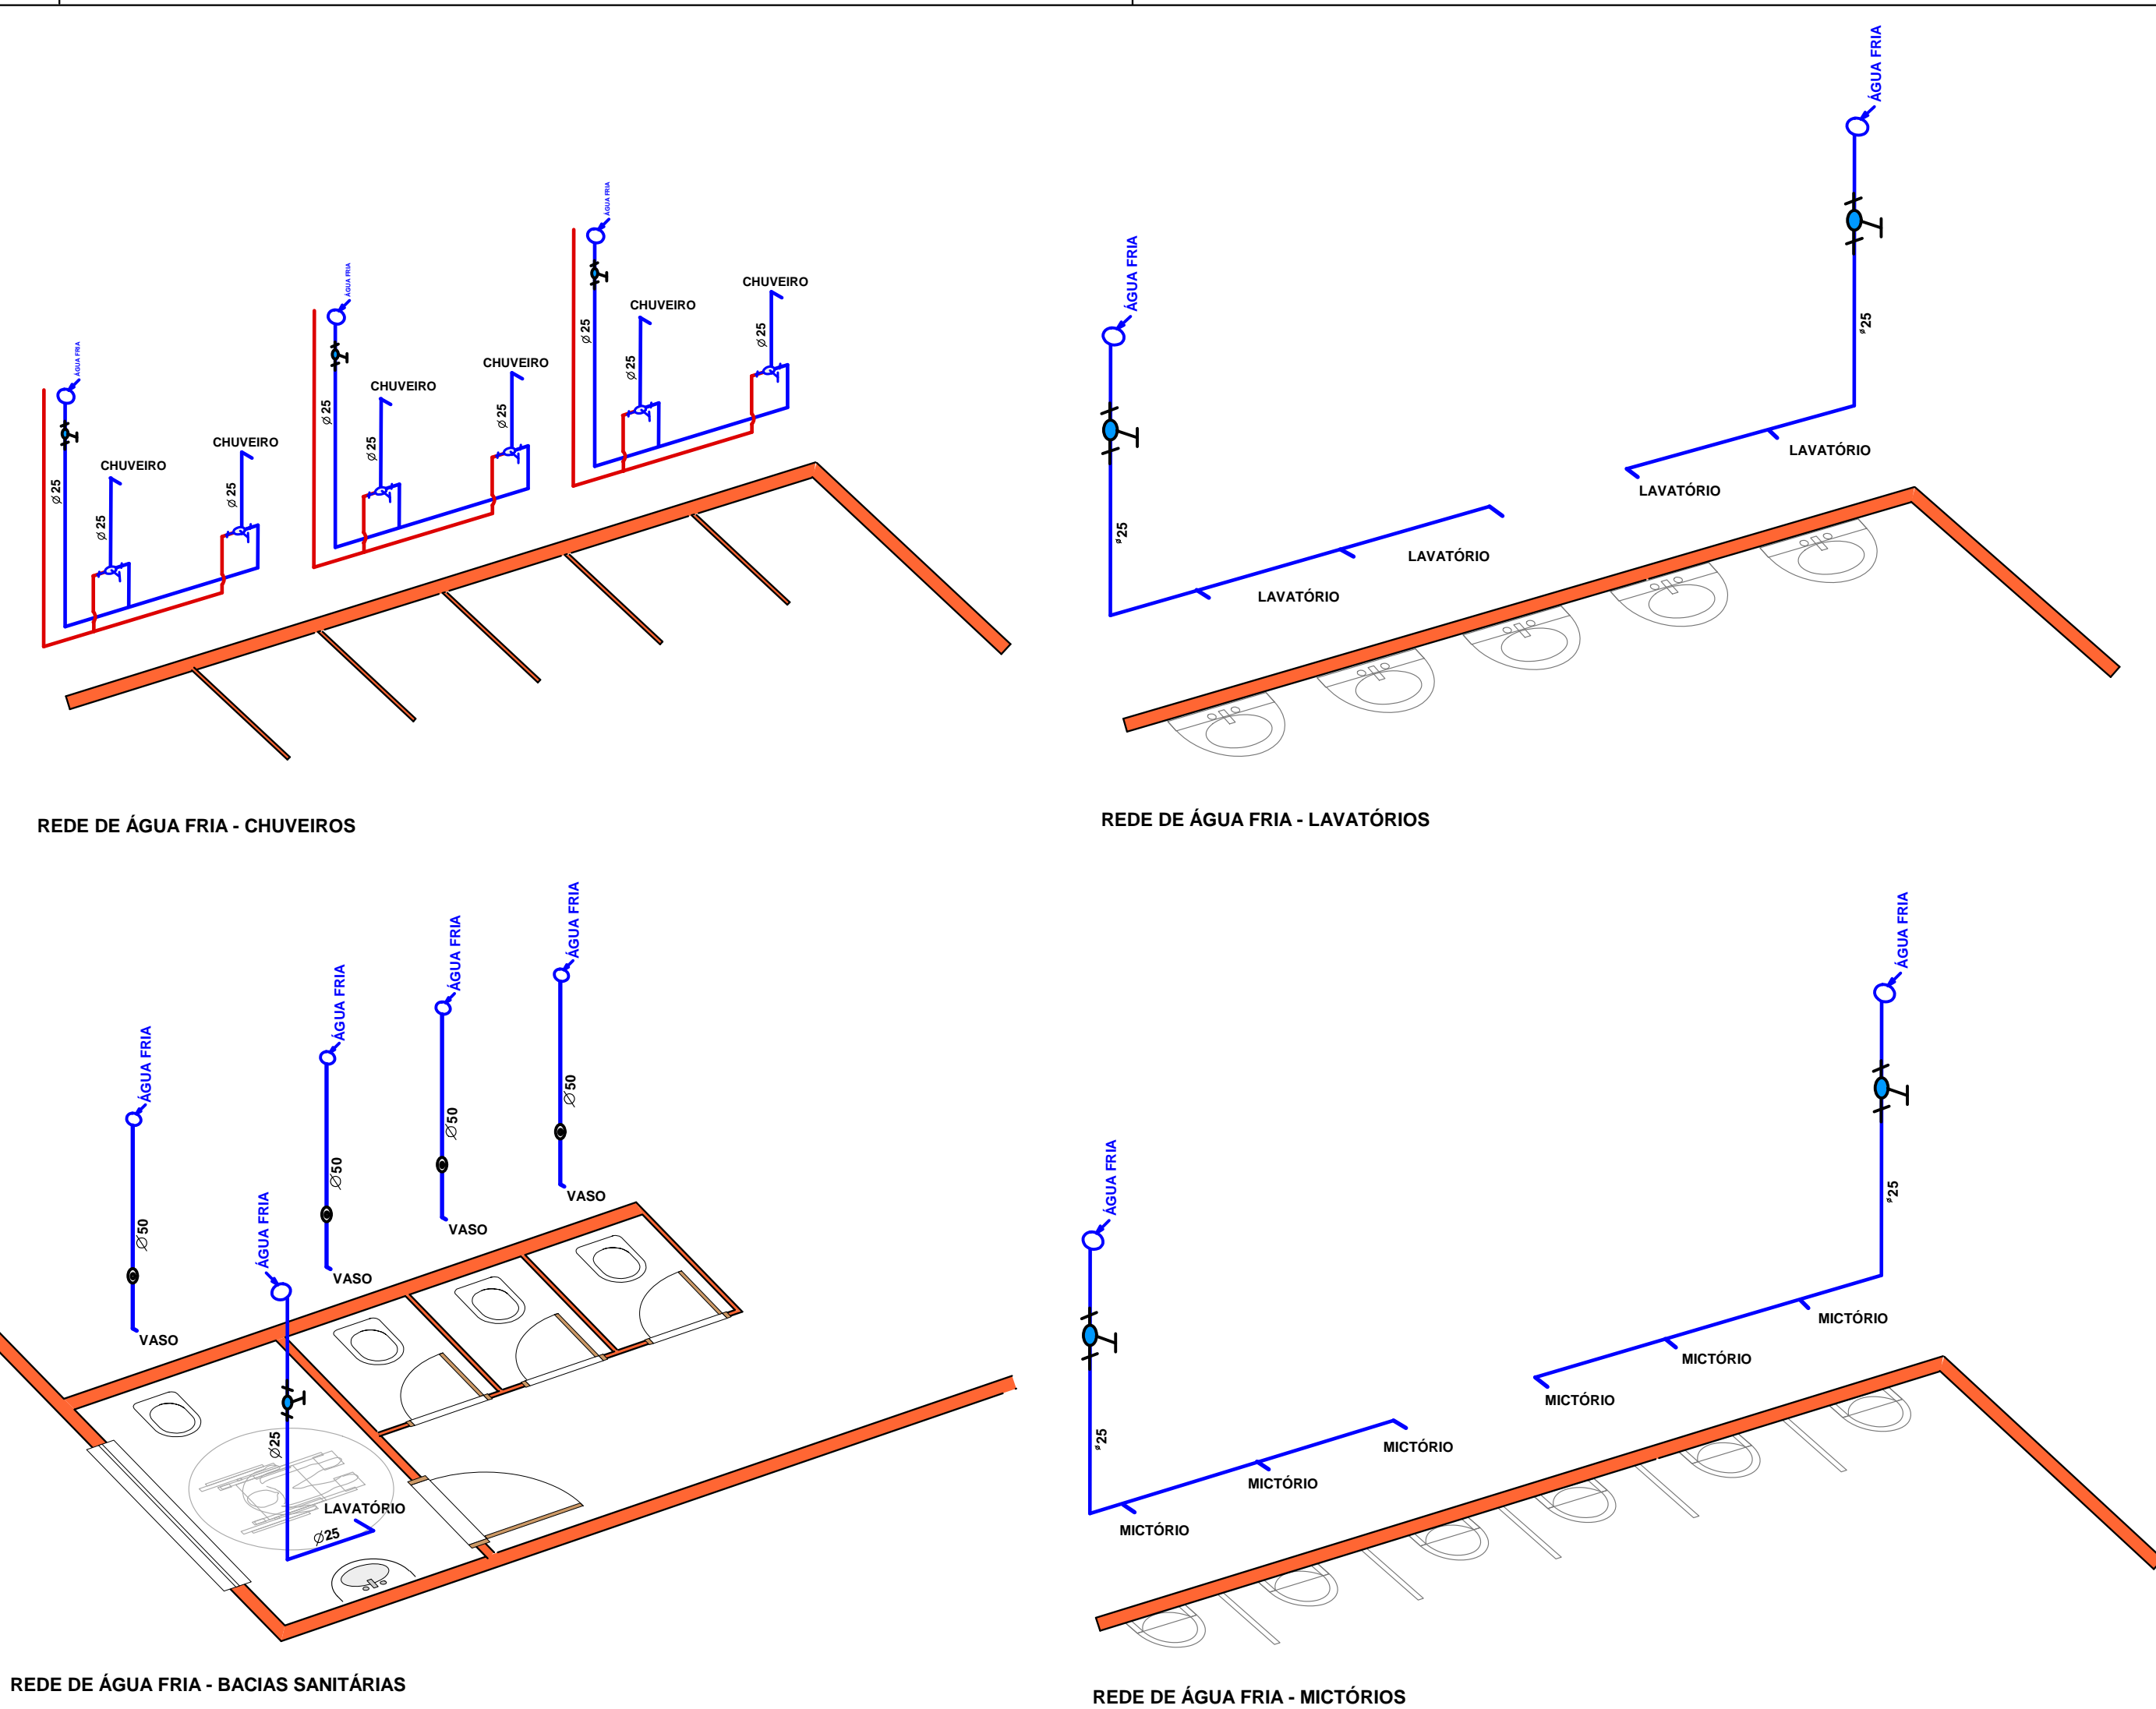 ÁGUA FRIA
Ø 25
CHUVEIRO
Ø 25
CHUVEIRO
Ø 25
ÁGUA FRIA
Ø 25
CHUVEIRO
Ø 25
CHUVEIRO
Ø 25
ÁGUA FRIA
Ø 25
CHUVEIRO
Ø 25
CHUVEIRO
Ø 25
REDE DE ÁGUA FRIA - CHUVEIROS
ÁGUA FRIA
ø25
LAVATÓRIO
LAVATÓRIO
ÁGUA FRIA
ø25
LAVATÓRIO
LAVATÓRIO
REDE DE ÁGUA FRIA - LAVATÓRIOS
ÁGUA FRIA
Ø50
VASO
ÁGUA FRIA
Ø50
VASO
ÁGUA FRIA
Ø50
VASO
ÁGUA FRIA
Ø50
VASO
ÁGUA FRIA
Ø25
LAVATÓRIO
Ø25
REDE DE ÁGUA FRIA - BACIAS SANITÁRIAS
ÁGUA FRIA
ø25
MICTÓRIO
MICTÓRIO
MICTÓRIO
ÁGUA FRIA
ø25
MICTÓRIO
MICTÓRIO
MICTÓRIO
REDE DE ÁGUA FRIA - MICTÓRIOS